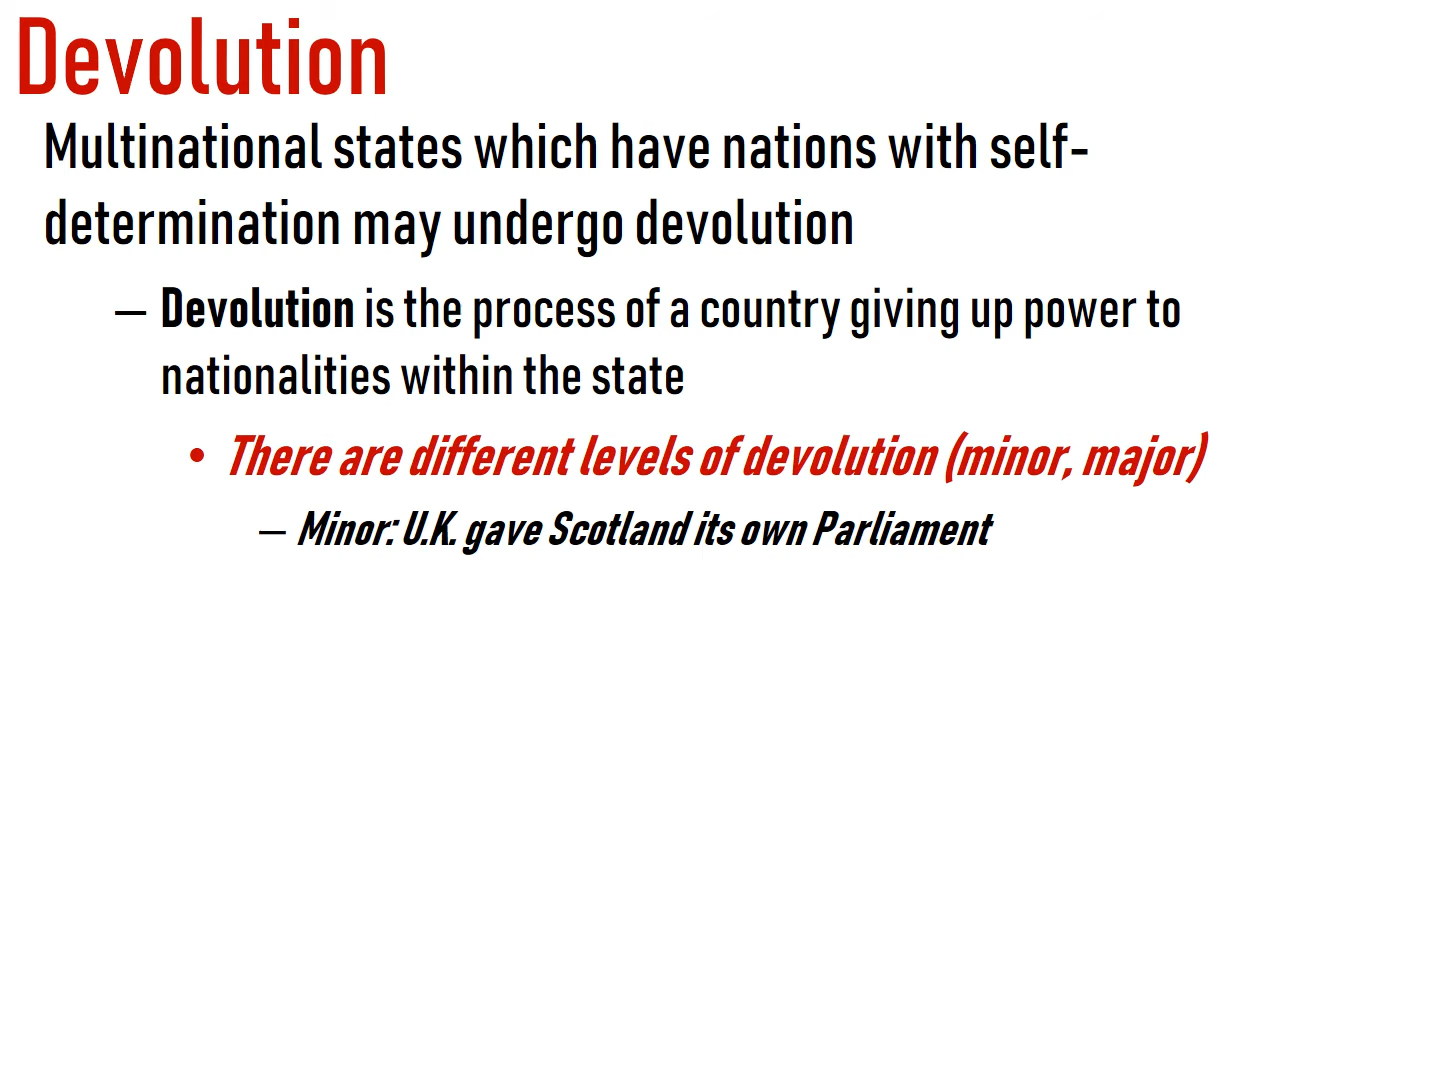 Devolution
Multinational states which have nations with self-
determination may undergo devolution
– Devolution is the process of a country giving up power to
nationalities within the state
• There are different levels of devolution (minor, major)
– Minor: U.K. gave Scotland its own Parliament